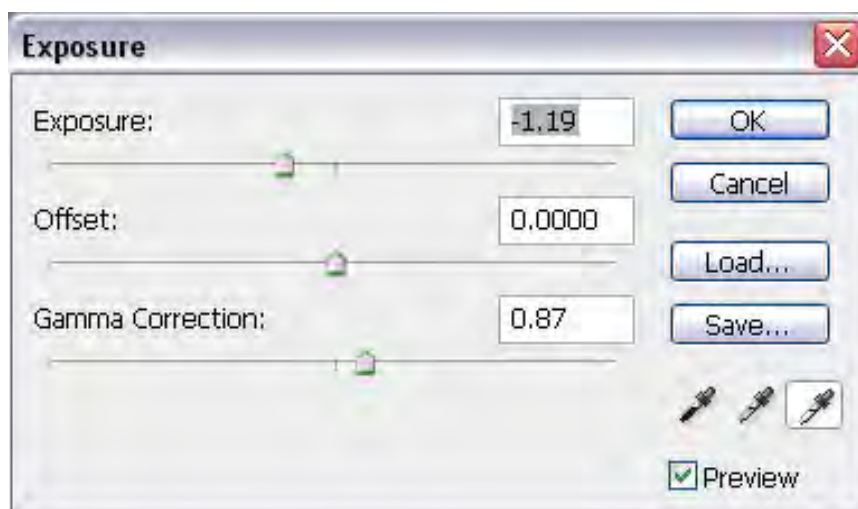 Exposure
Exposure: -1.19
OK
Cancel
Offset: 0.0000
Load...
Gamma Correction: 0.87
Save...
Preview